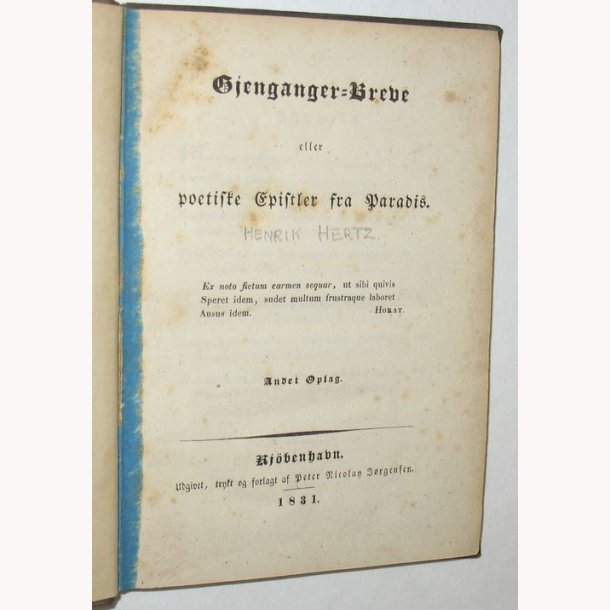 Gjenganger=Breve
eller
poetiske Epistler fra Paradis.
HENRIK HERTZ.
Ex noto fictum carmen sequar, ut sibi quivis
Speret idem, sudet multum frustraque laboret
Ausus idem. HORAT.
Andet Oplag.
Kjöbenhavn.
Udgivet, trykt og forlagt af Peter Nicolay Jørgensen.
1831.